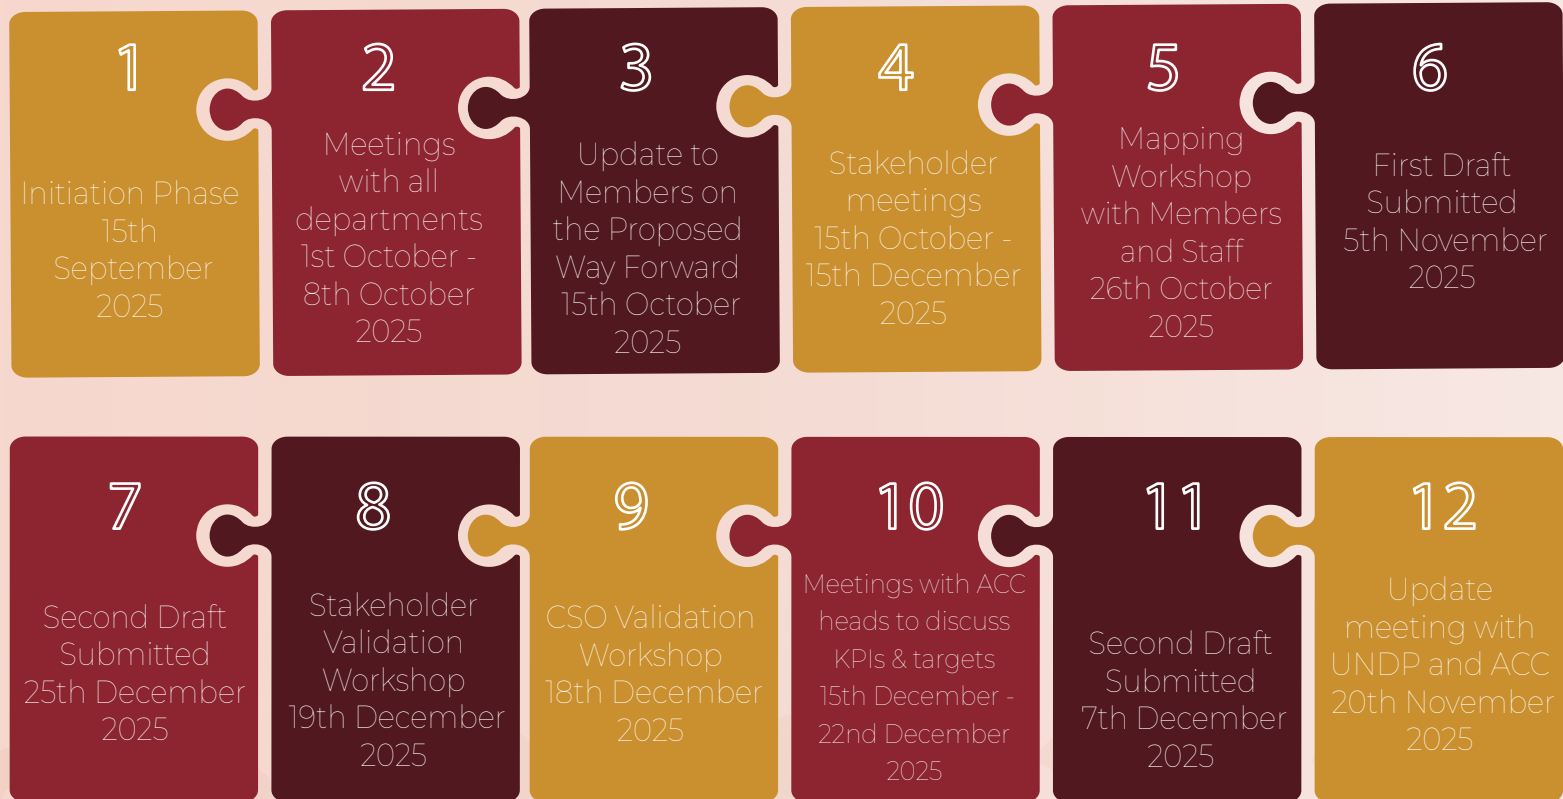 1
Initiation Phase
15th
September
2025
2
Meetings
with all
departments
1st October -
8th October
2025
3
Update to
Members on
the Proposed
Way Forward
15th October
2025
4
Stakeholder
meetings
15th October -
15th December
2025
5
Mapping
Workshop
with Members
and Staff
26th October
2025
6
First Draft
Submitted
5th November
2025
7
Second Draft
Submitted
25th December
2025
8
Stakeholder
Validation
Workshop
19th December
2025
9
CSO Validation
Workshop
18th December
2025
10
Meetings with ACC
heads to discuss
KPIs & targets
15th December -
22nd December
2025
11
Second Draft
Submitted
7th December
2025
12
Update
meeting with
UNDP and ACC
20th November
2025